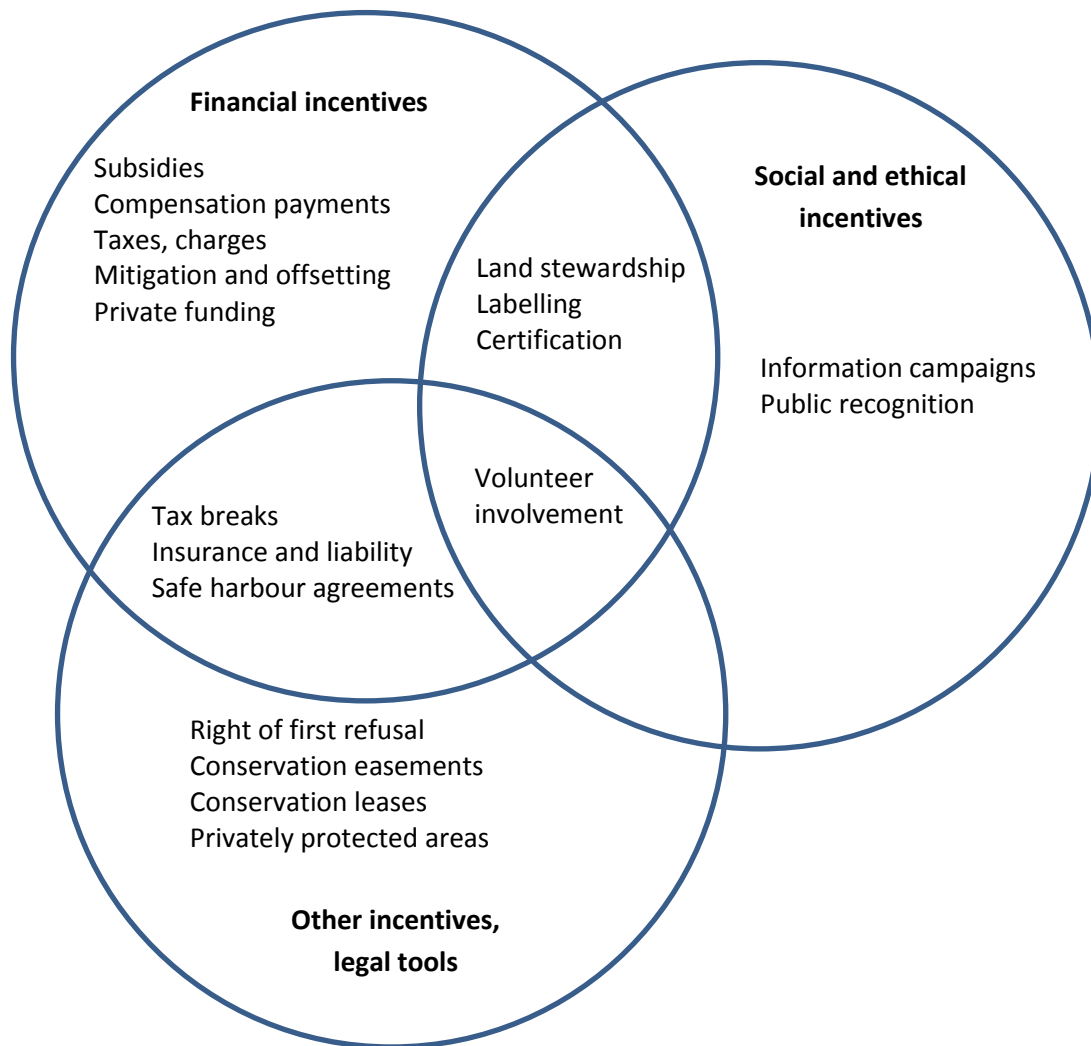 Financial incentives
Subsidies
Compensation payments
Taxes, charges
Mitigation and offsetting
Private funding
Social and ethical
incentives
Land stewardship
Labelling
Certification
Information campaigns
Public recognition
Volunteer
involvement
Tax breaks
Insurance and liability
Safe harbour agreements
Right of first refusal
Conservation easements
Conservation leases
Privately protected areas
Other incentives,
legal tools